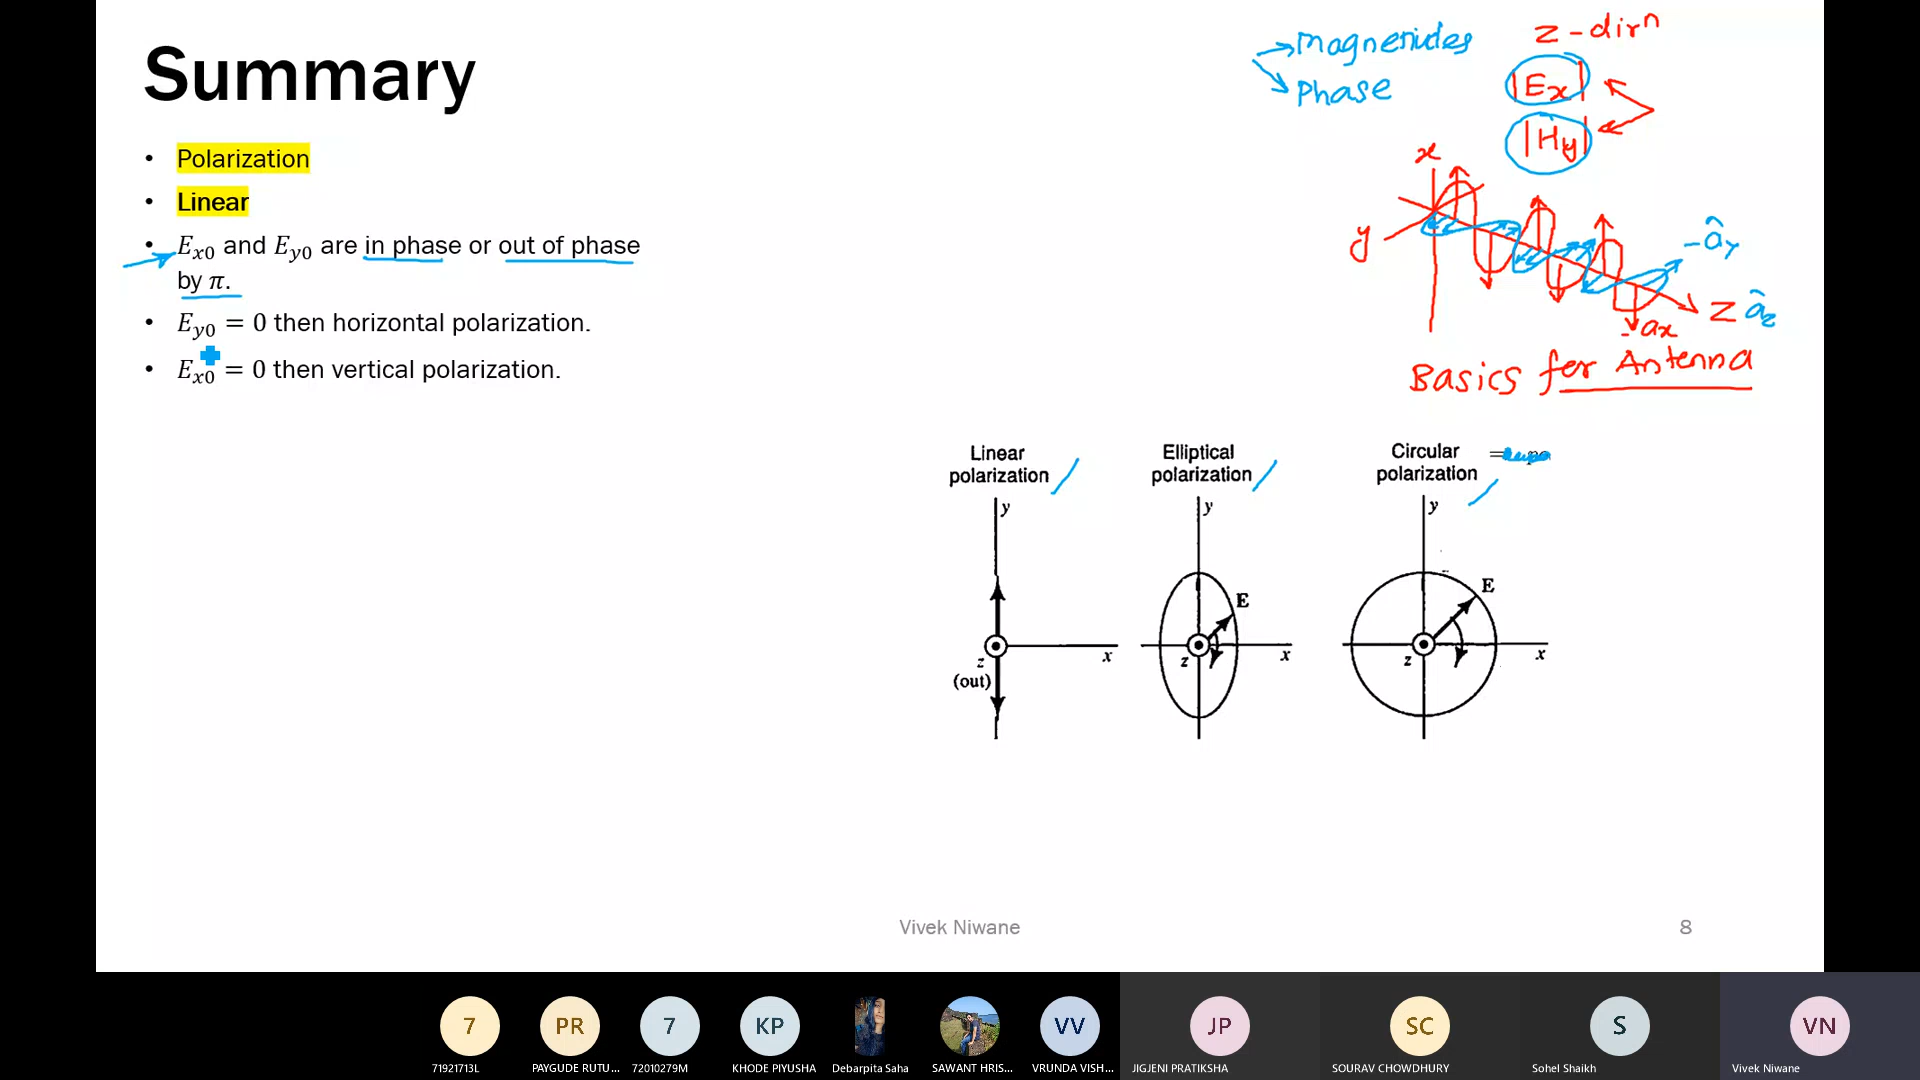 Summary
• Polarization
• Linear
• Ex0 and Ey0 are in phase or out of phase
by π.
• Ey0 = 0 then horizontal polarization.
• Ex0 = 0 then vertical polarization.
Magnetiudes
Phase
z-dirⁿ
|Ex|
|Hy|
x
y
-ây
z âz
-ax
Basics for Antenna
Linear
polarization
y
x
z
(out)
Elliptical
polarization
y
E
x
z
Circular
polarization
y
E
x
z
Vivek Niwane
8
7
PR
7
KP
VV
JP
SC
S
VN
71921713L
PAYGUDE RUTU...
72010279M
KHODE PIYUSHA
Debarpita Saha
SAWANT HRIS...
VRUNDA VISH...
JIGJENI PRATIKSHA
SOURAV CHOWDHURY
Sohel Shaikh
Vivek Niwane